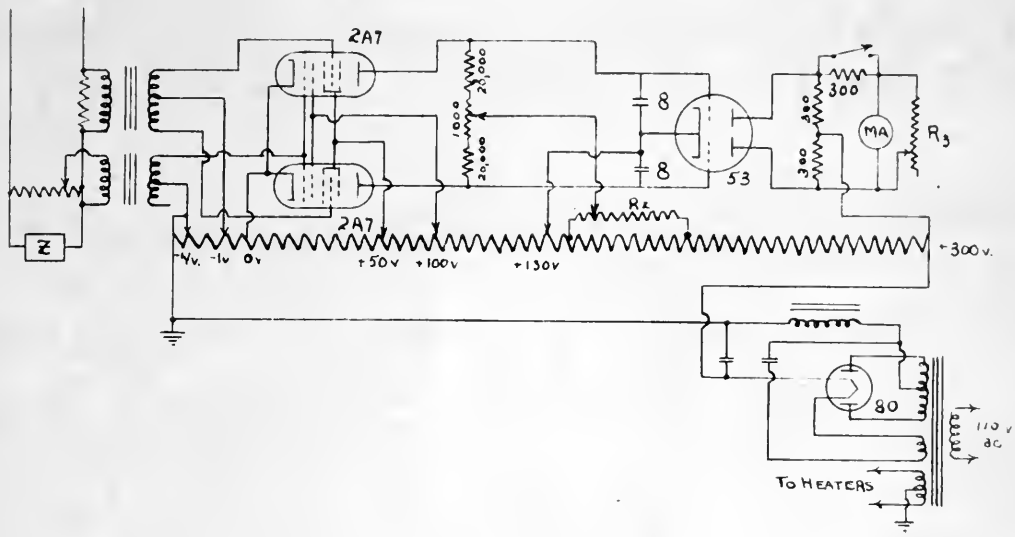 2A7
20,000
1000
20,000
8
8
53
300
300
300
MA
R3
2A7
R2
Z
-4v.
-1v
0v
+50v
+100v
+130v
+300v.
80
110 v
ac
To Heaters